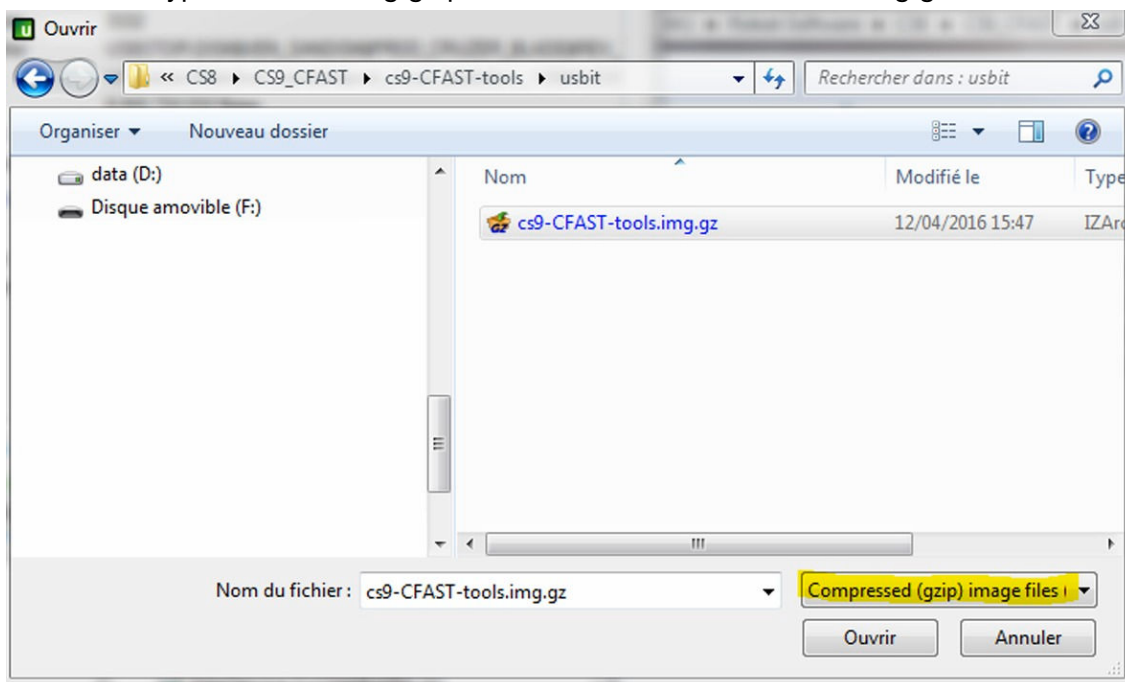 Ouvrir
« CS8 ▸ CS9_CFAST ▸ cs9-CFAST-tools ▸ usbit
Rechercher dans : usbit
Organiser Nouveau dossier
data (D:)
Disque amovible (F:)
Nom Modifié le Type
cs9-CFAST-tools.img.gz 12/04/2016 15:47 IZArc
Nom du fichier : cs9-CFAST-tools.img.gz Compressed (gzip) image files (
Ouvrir Annuler